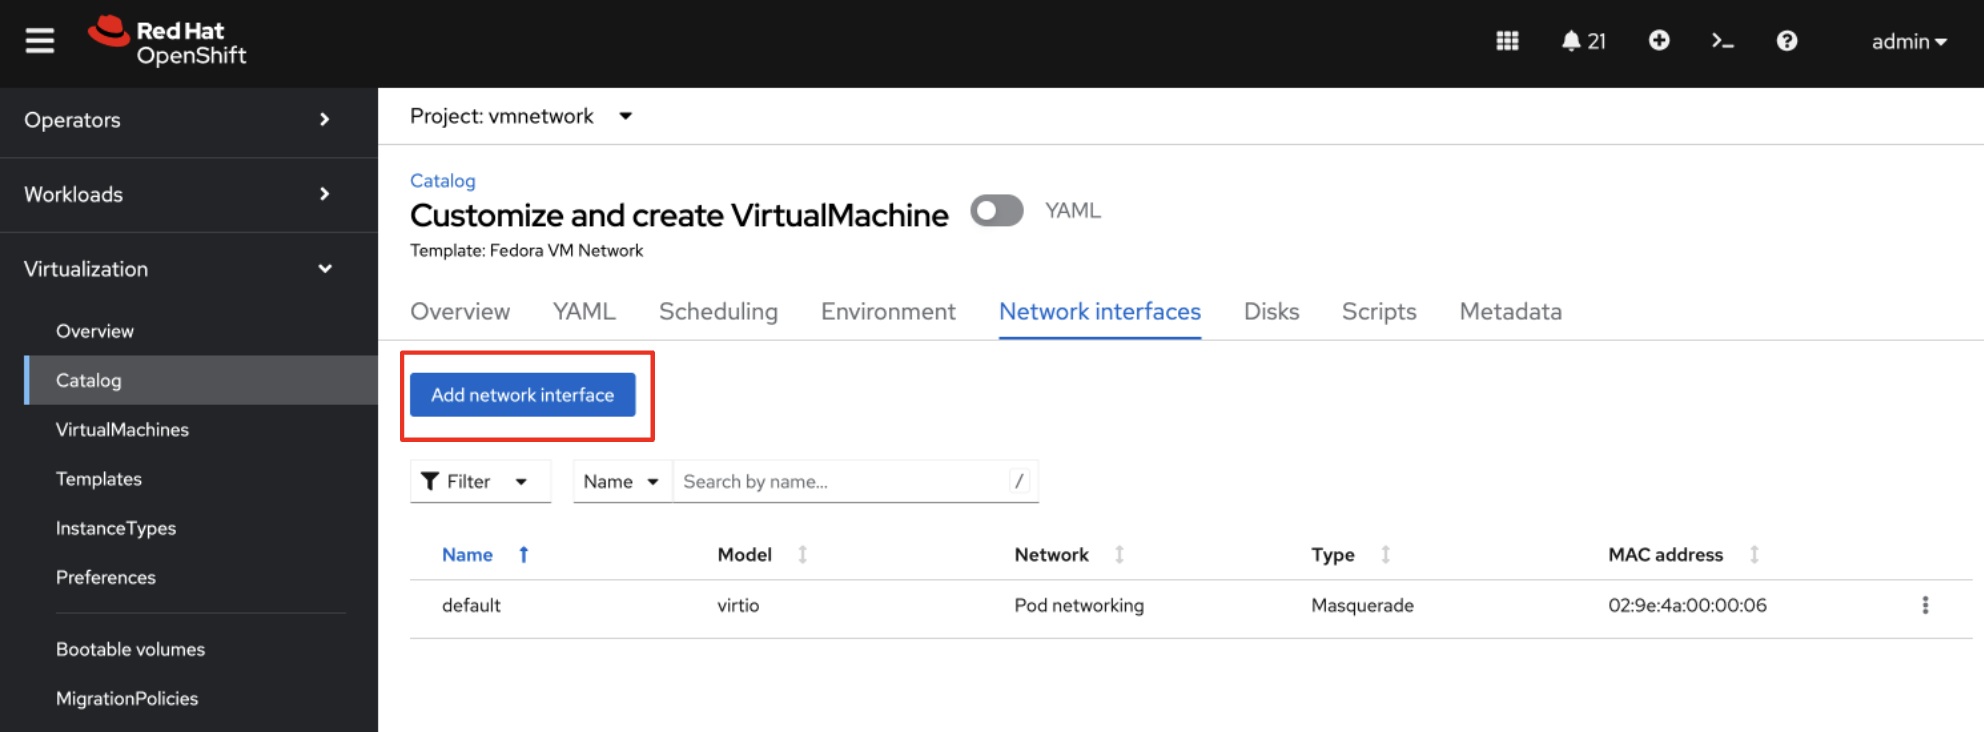 Red Hat
OpenShift
21
admin
Operators
Workloads
Virtualization
Overview
Catalog
VirtualMachines
Templates
InstanceTypes
Preferences
Bootable volumes
MigrationPolicies
Project: vmnetwork
Catalog
Customize and create VirtualMachine YAML
Template: Fedora VM Network
Overview YAML Scheduling Environment Network interfaces Disks Scripts Metadata
Add network interface
Filter Name Search by name... /
Name Model Network Type MAC address
default virtio Pod networking Masquerade 02:9e:4a:00:00:06